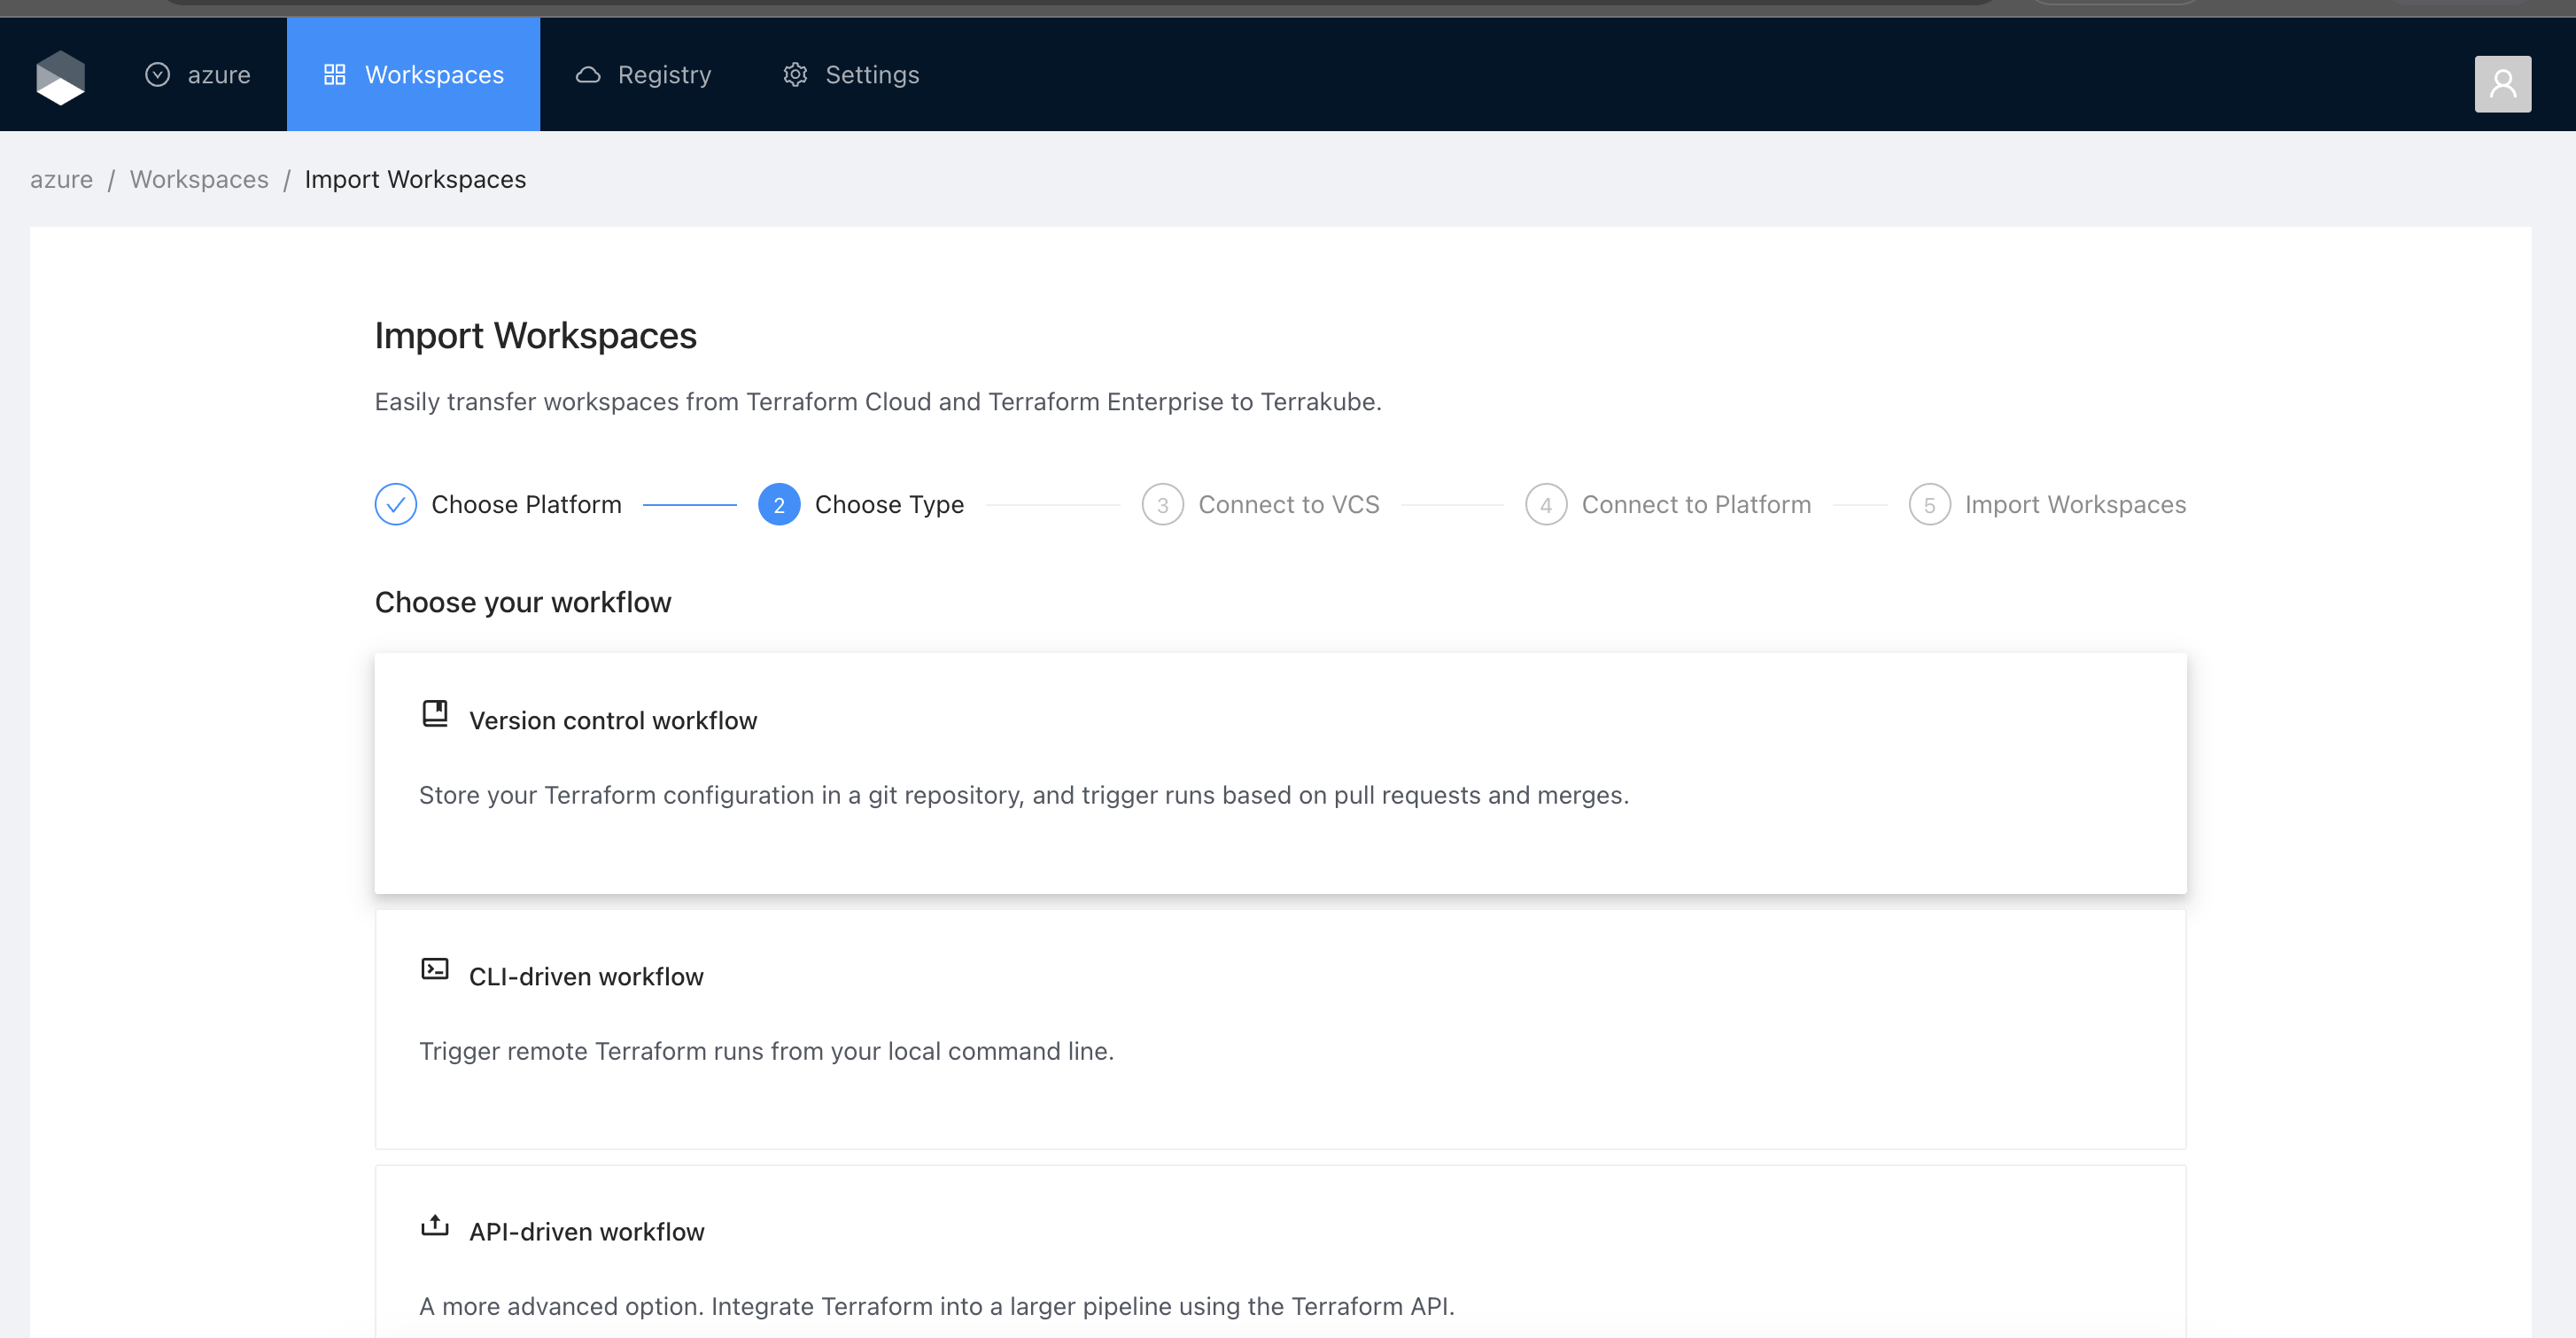 azure Workspaces Registry Settings
azure / Workspaces / Import Workspaces
Import Workspaces
Easily transfer workspaces from Terraform Cloud and Terraform Enterprise to Terrakube.
Choose Platform 2 Choose Type 3 Connect to VCS 4 Connect to Platform 5 Import Workspaces
Choose your workflow
Version control workflow
Store your Terraform configuration in a git repository, and trigger runs based on pull requests and merges.
CLI-driven workflow
Trigger remote Terraform runs from your local command line.
API-driven workflow
A more advanced option. Integrate Terraform into a larger pipeline using the Terraform API.